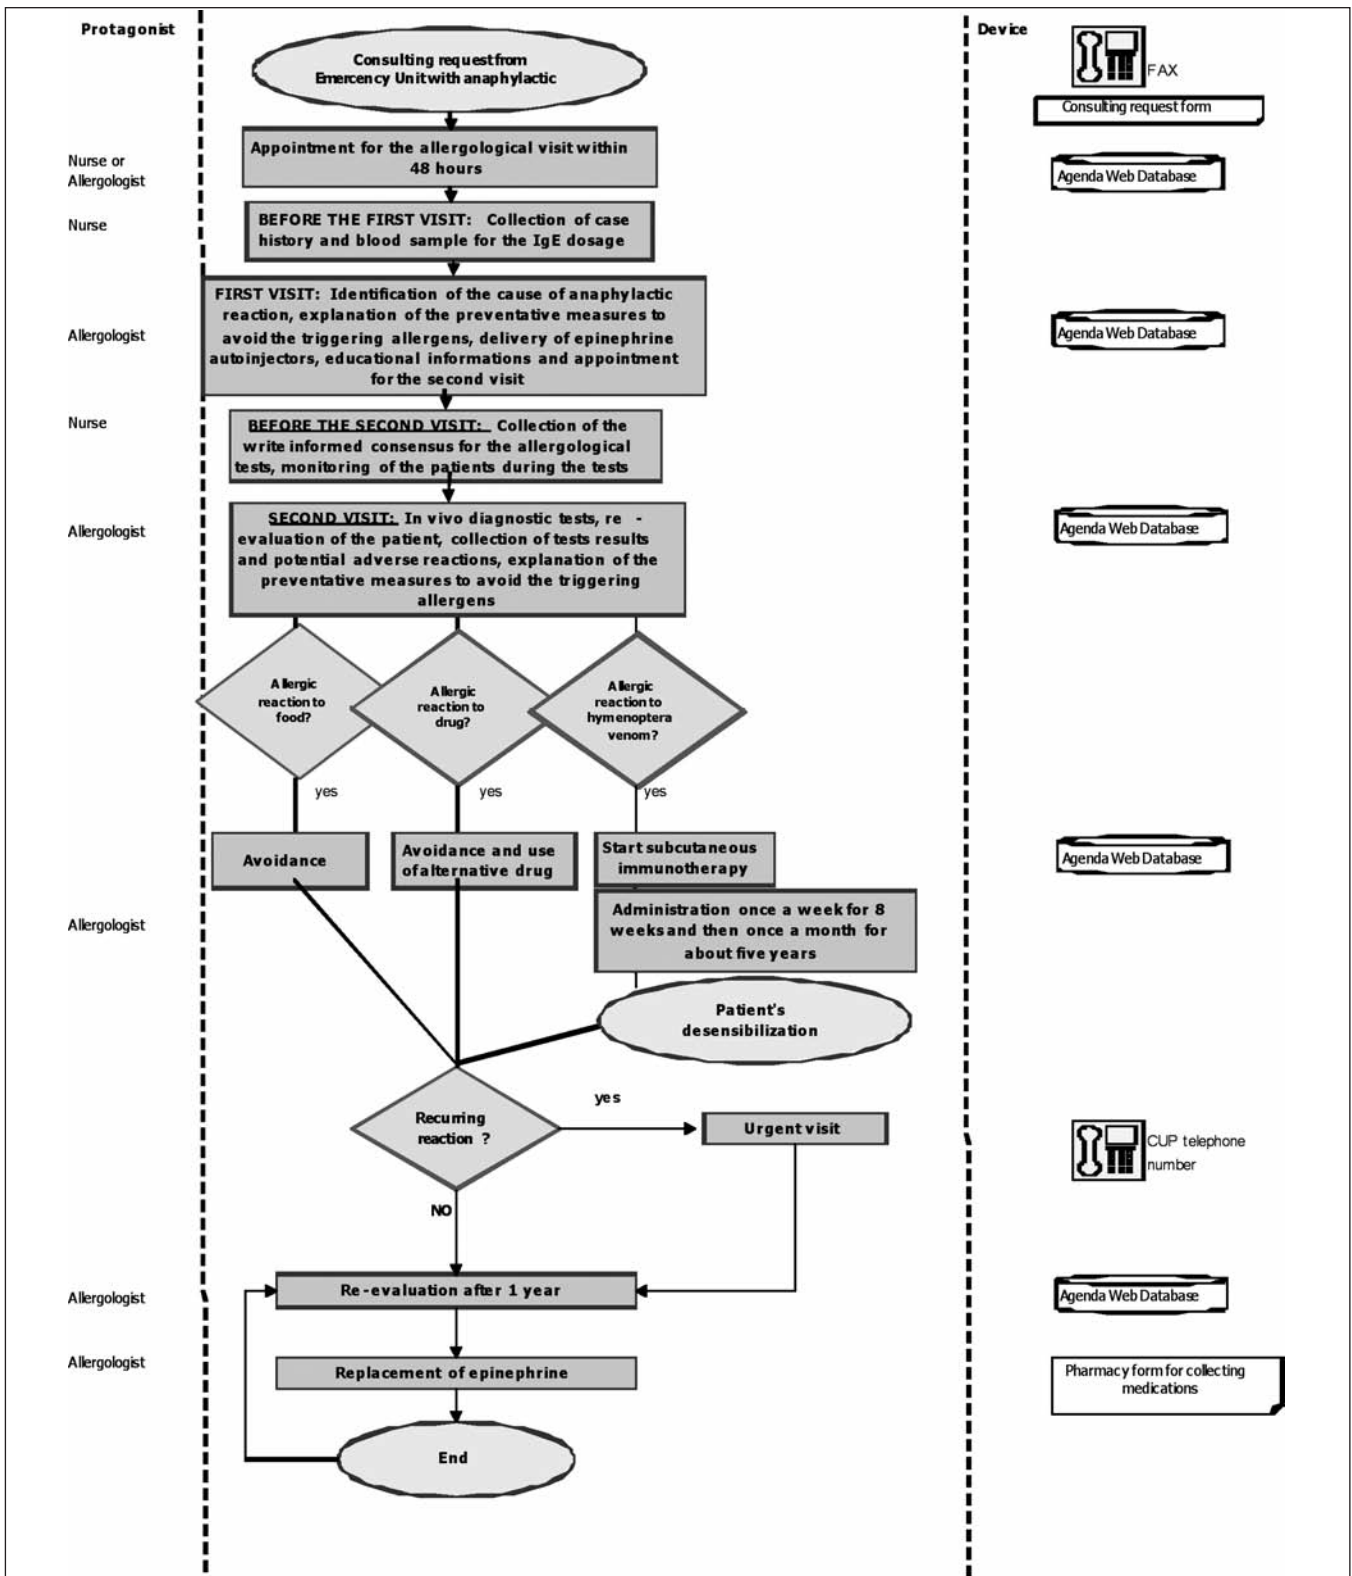 Protagonist
Device
Consulting request from
Emercency Unit with anaphylactic
FAX
Consulting request form
Nurse or
Allergologist
Appointment for the allergological visit within
48 hours
Agenda Web Database
Nurse
BEFORE THE FIRST VISIT: Collection of case
history and blood sample for the IgE dosage
Allergologist
FIRST VISIT: Identification of the cause of anaphylactic
reaction, explanation of the preventative measures to
avoid the triggering allergens, delivery of epinephrine
autoinjectors, educational informations and appointment
for the second visit
Agenda Web Database
Nurse
BEFORE THE SECOND VISIT: Collection of the
write informed consensus for the allergological
tests, monitoring of the patients during the tests
Allergologist
SECOND VISIT: In vivo diagnostic tests, re -
evaluation of the patient, collection of tests results
and potential adverse reactions, explanation of the
preventative measures to avoid the triggering
allergens
Agenda Web Database
Allergic
reaction to
food?
Allergic
reaction to
drug?
Allergic
reaction to
hymenoptera
venom?
yes
yes
yes
Avoidance
Avoidance and use
of alternative drug
Start subcutaneous
immunotherapy
Agenda Web Database
Allergologist
Administration once a week for 8
weeks and then once a month for
about five years
Patient's
desensibilization
Recurring
reaction ?
yes
Urgent visit
CUP telephone
number
NO
Allergologist
Re-evaluation after 1 year
Agenda Web Database
Allergologist
Replacement of epinephrine
Pharmacy form for collecting
medications
End